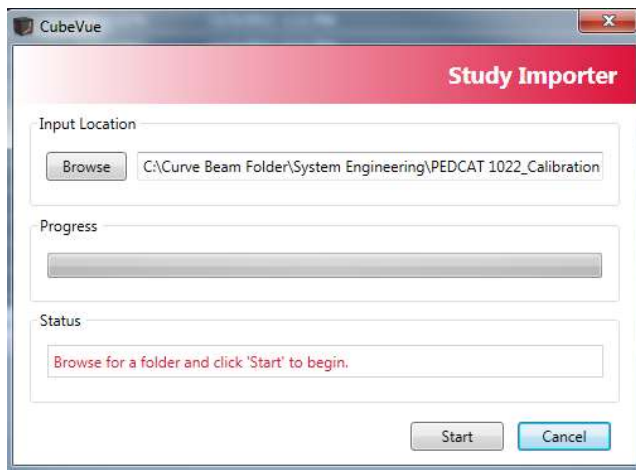 CubeVue
Study Importer
Input Location
Browse
C:\Curve Beam Folder\System Engineering\PEDCAT 1022_Calibration
Progress
Status
Browse for a folder and click 'Start' to begin.
Start
Cancel